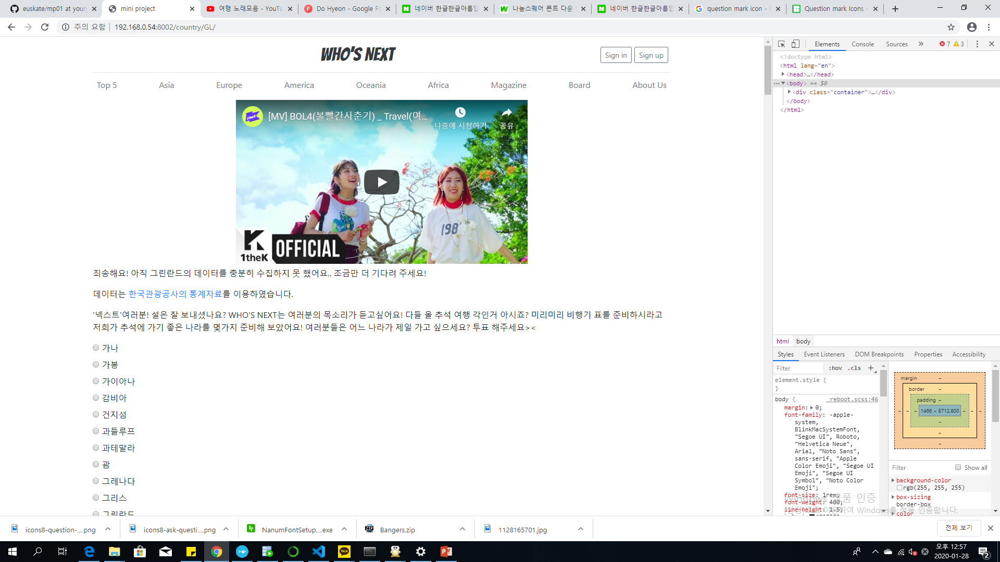 euskate/mp01 at youn
mini project
여행 노래모음 - YouTu
Do Hyeon - Google Fo
네이버 한글한글아름답
나눔스퀘어 폰트 다운
네이버 한글한글아름답
question mark icon - G
Question mark Icons -
주의 요함
192.168.0.54:8002/country/GL/
WHO'S NEXT
Sign in
Sign up
Top 5
Asia
Europe
America
Oceania
Africa
Magazine
Board
About Us
1theK
[MV] BOL4(볼빨간사춘기) _ Travel(여...
나중에 시청하기
공유
198
K
1theK
OFFICIAL
죄송해요! 아직 그린란드의 데이터를 충분히 수집하지 못 했어요.. 조금만 더 기다려 주세요!
데이터는 한국관광공사의 통계자료를 이용하였습니다.
'넥스트'여러분! 설은 잘 보내셨나요? WHO'S NEXT는 여러분의 목소리가 듣고싶어요! 다들 올 추석 여행 각인거 아시죠? 미리미리 비행기 표를 준비하시라고
저희가 추석에 가기 좋은 나라를 몇가지 준비해 보았어요! 여러분들은 어느 나라가 제일 가고 싶으세요? 투표 해주세요><
가나
가봉
가이아나
감비아
건지섬
과들루프
과테말라
괌
그레나다
그리스
그린란드
Elements
Console
Sources
»
7
3
<!doctype html>
<html lang="en">
<head>…</head>
<body> == $0
<div class="container">…</div>
</body>
</html>
html
body
Styles
Event Listeners
DOM Breakpoints
Properties
Accessibility
Filter
:hov
.cls
element.style {
}
body {
_reboot.scss:46
margin: 0;
font-family: -apple-
system,
BlinkMacSystemFont,
"Segoe UI", Roboto,
"Helvetica Neue",
Arial, "Noto Sans",
sans-serif, "Apple
Color Emoji", "Segoe UI
Emoji", "Segoe UI
Symbol", "Noto Color
Emoji";
font-size: 1rem;
font-weight: 400;
line-height: 1.5;
margin
border
padding
1466 × 8712.800
Filter
Show all
background-color
rgb(255, 255, 255)
box-sizing
border-box
color
Windows 정품 인증
[설정]으로 이동하여 Windows를 정품 인증합니다.
icons8-question-....png
icons8-ask-questi....png
NanumFontSetup....exe
ZIP
Bangers.zip
1128165701.jpg
전체 보기
TALK
오후 12:57
2020-01-28
2